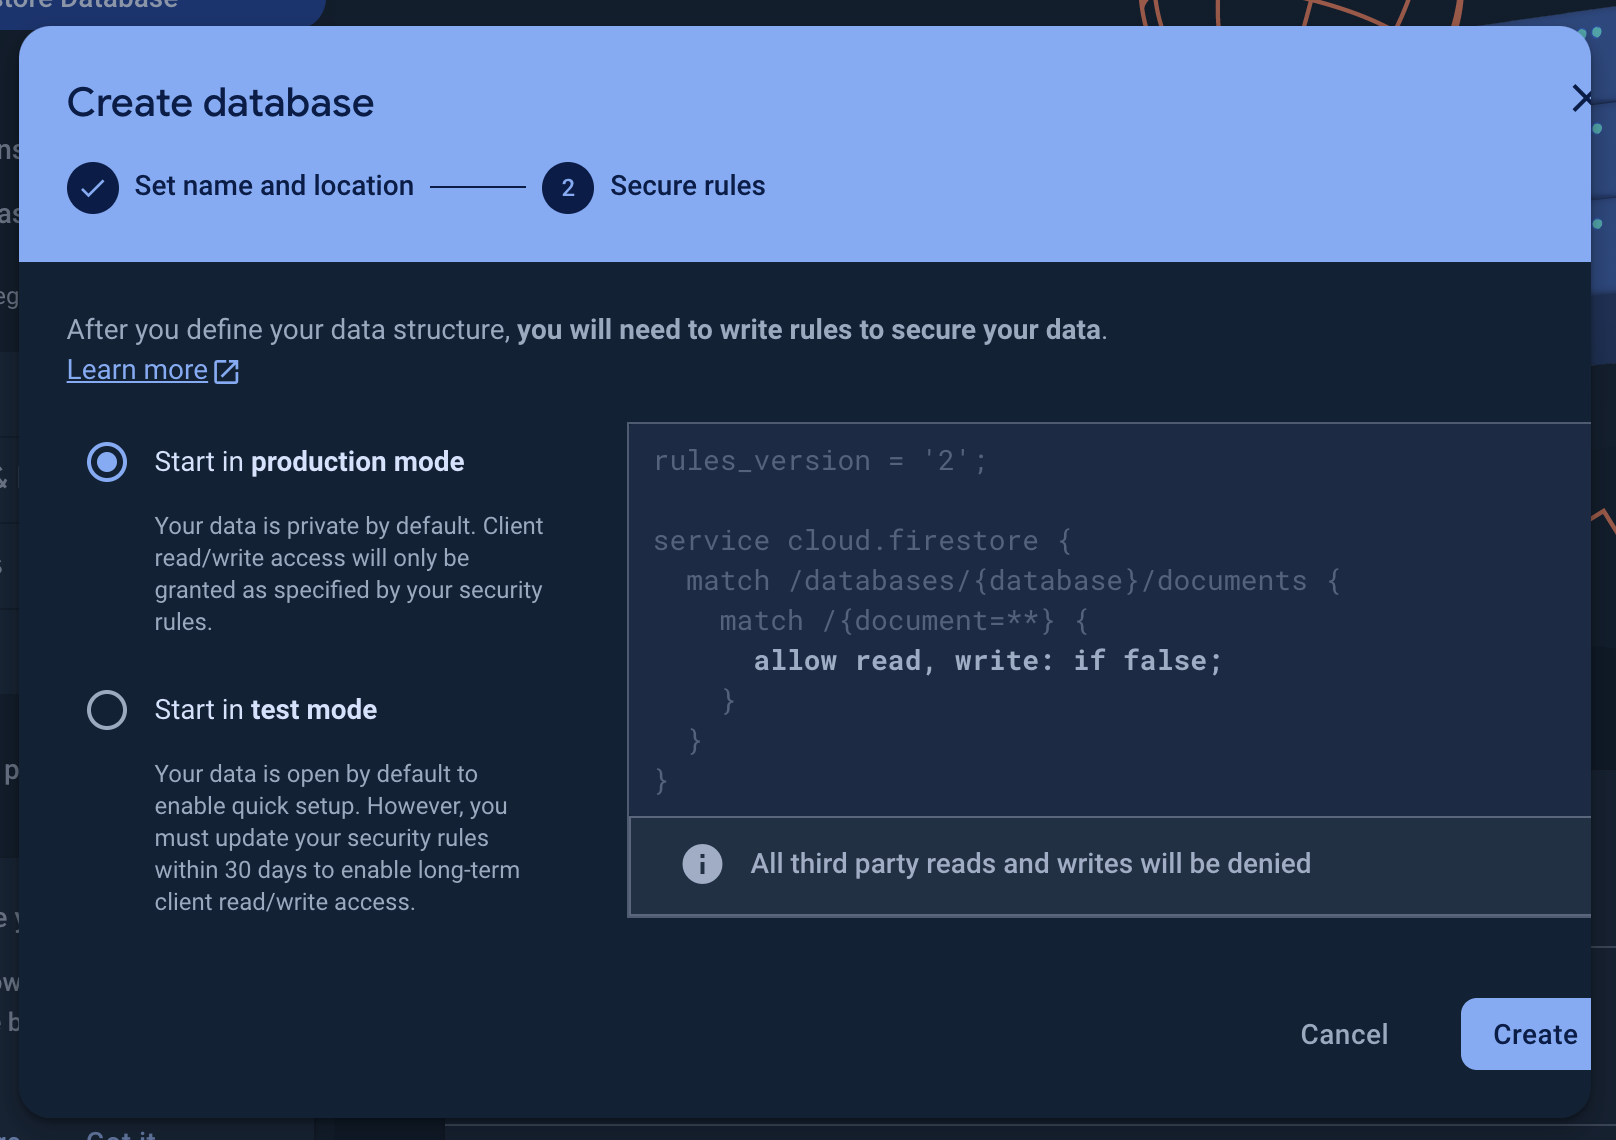 Database
Create database
Set name and location
2
Secure rules
After you define your data structure, you will need to write rules to secure your data.
Learn more
Start in production mode
Your data is private by default. Client
read/write access will only be
granted as specified by your security
rules.
Start in test mode
Your data is open by default to
enable quick setup. However, you
must update your security rules
within 30 days to enable long-term
client read/write access.
rules_version = '2';
service cloud.firestore {
match /databases/{database}/documents {
match /{document=**} {
allow read, write: if false;
}
}
}
All third party reads and writes will be denied
Cancel
Create
Got it